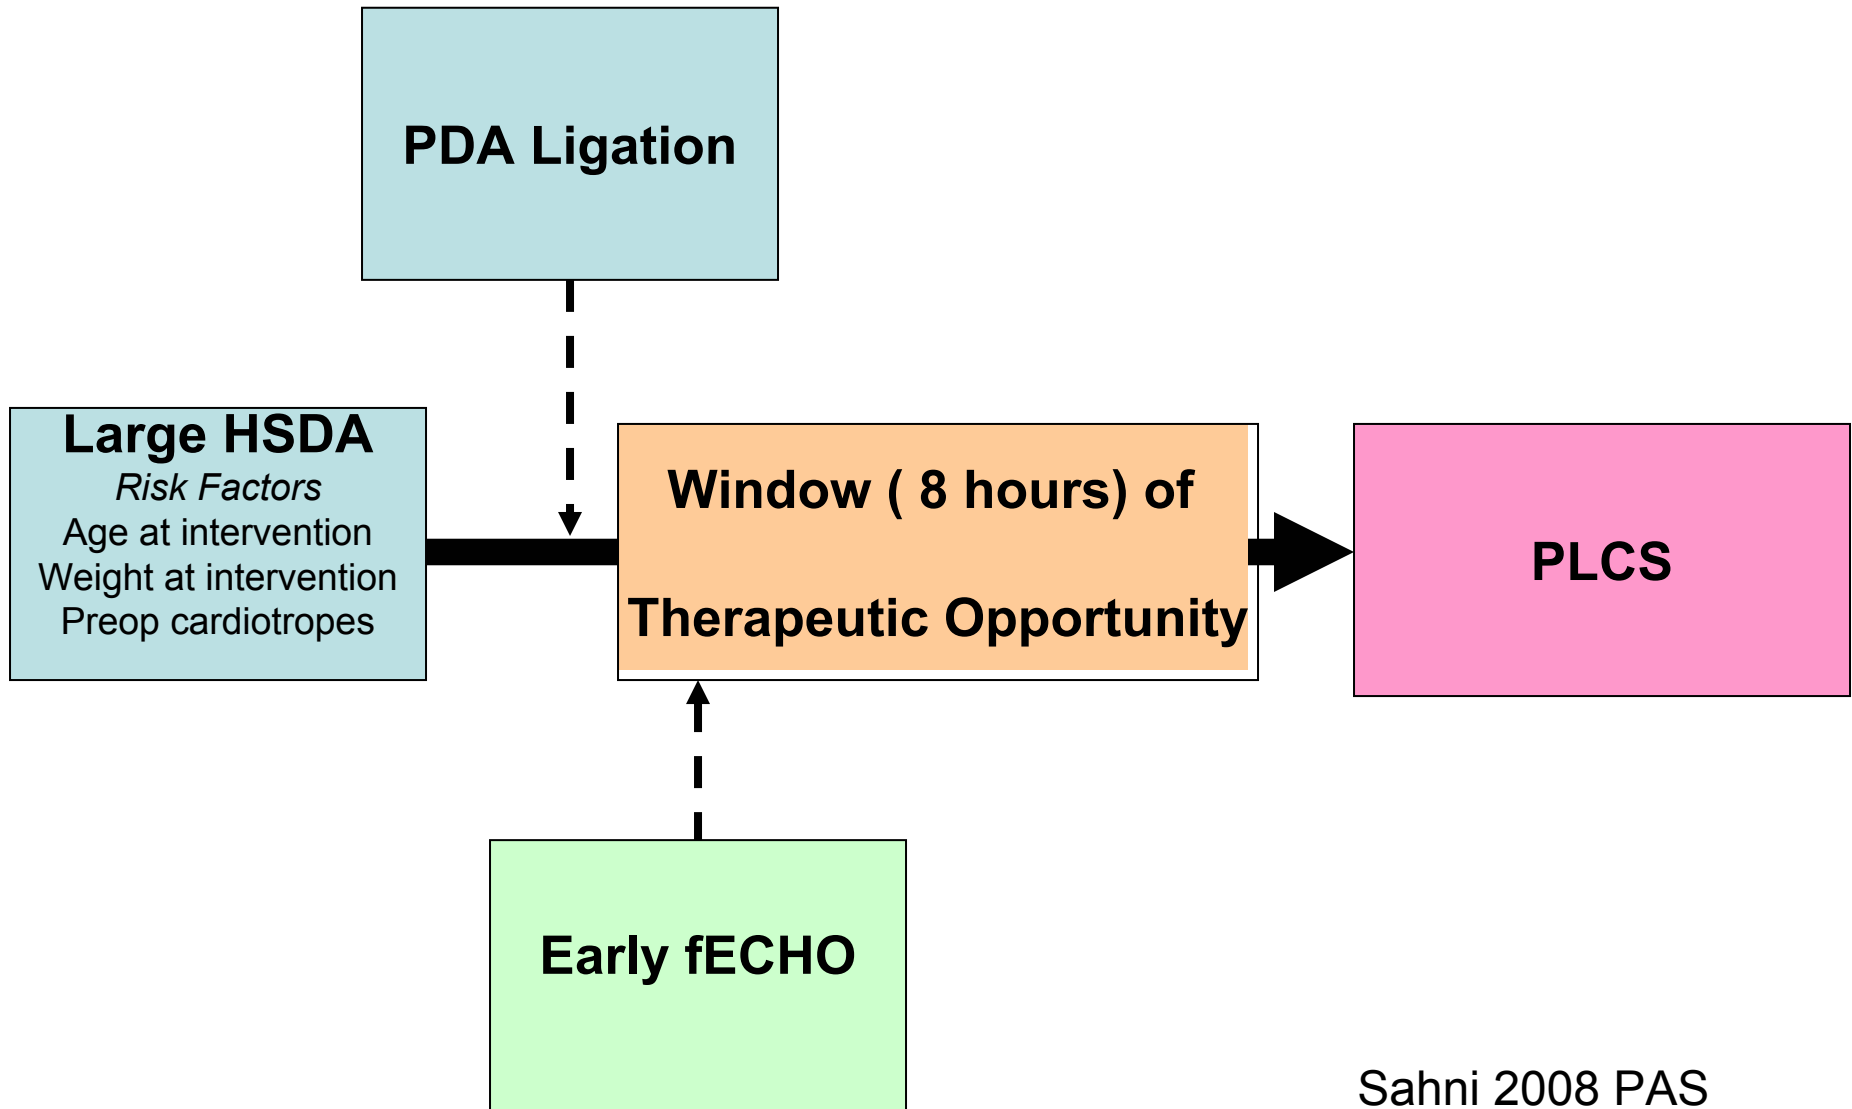 PDA Ligation
Large HSDA
Risk Factors
Age at intervention
Weight at intervention
Preop cardiotropes
Window ( 8 hours) of
Therapeutic Opportunity
PLCS
Early fECHO
Sahni 2008 PAS